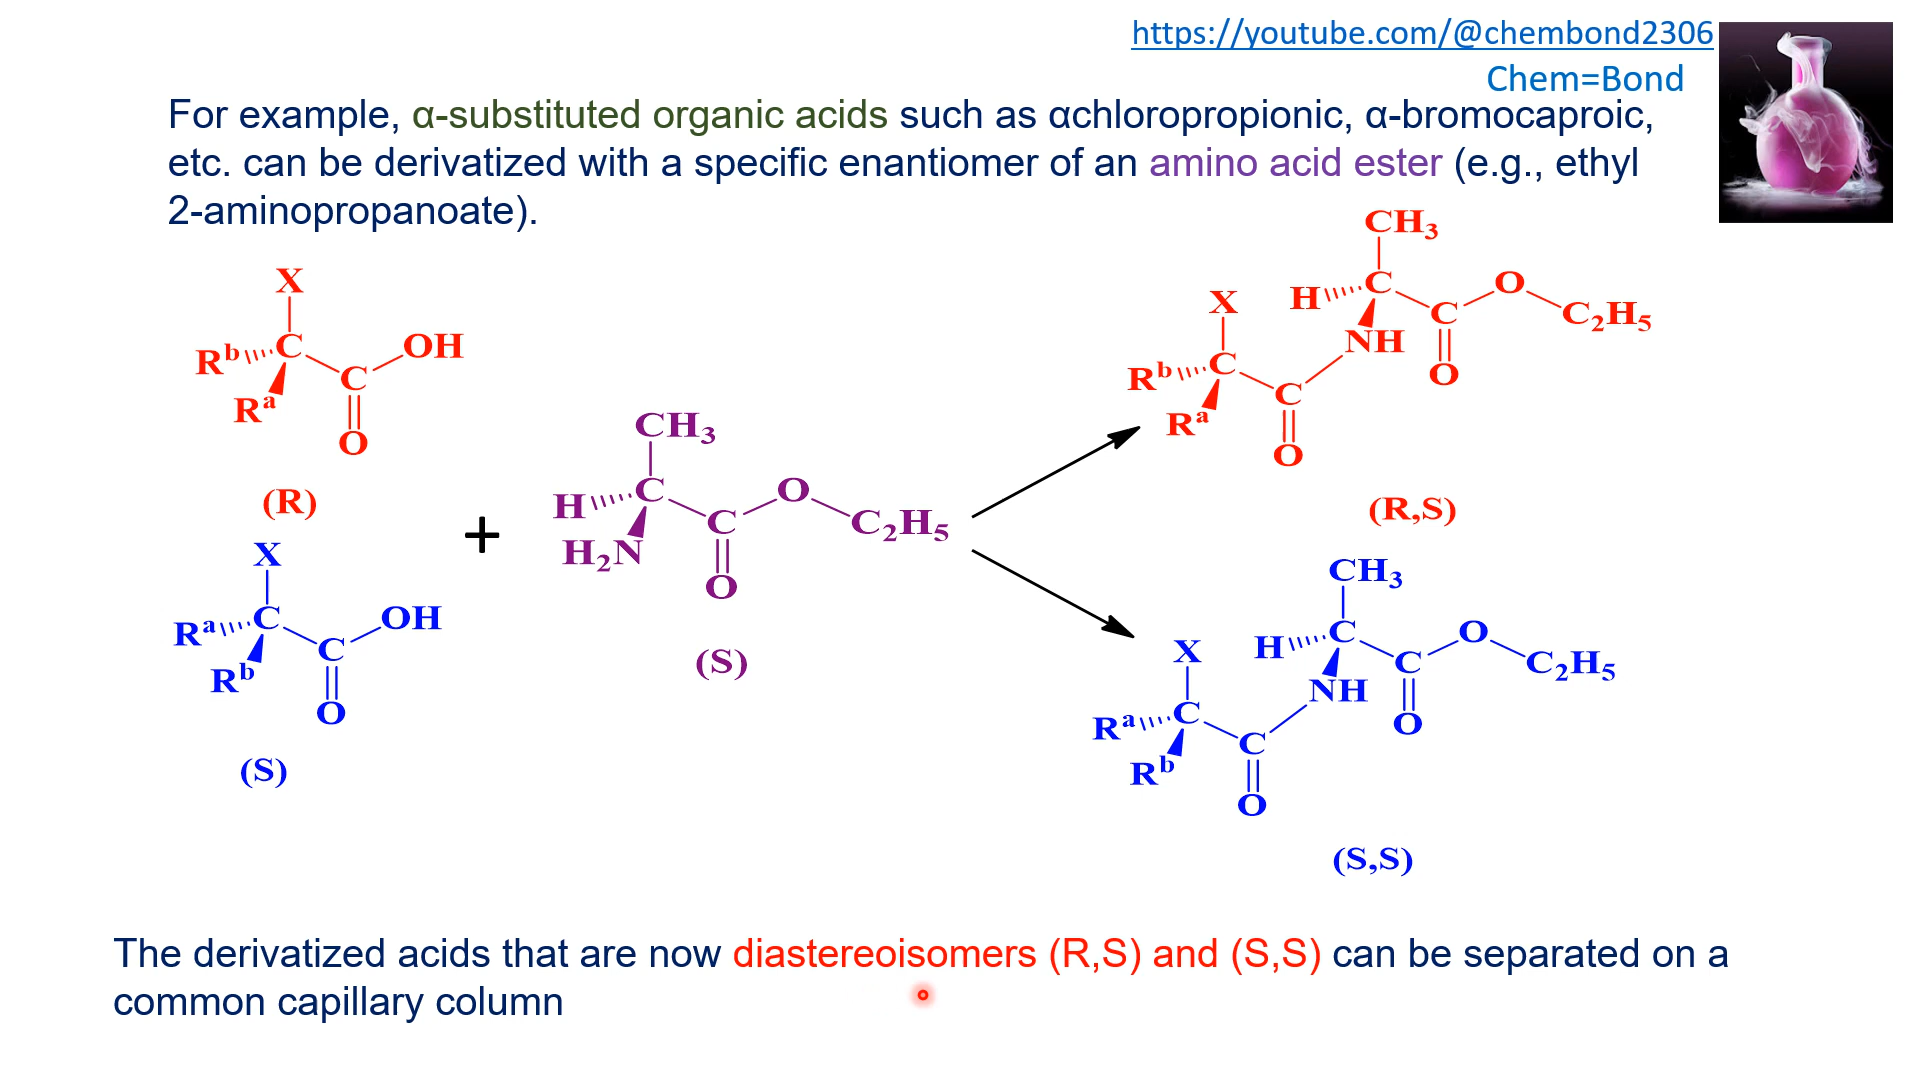 https://youtube.com/@chembond2306
Chem=Bond
For example, α-substituted organic acids such as αchloropropionic, α-bromocaproic,
etc. can be derivatized with a specific enantiomer of an amino acid ester (e.g., ethyl
2-aminopropanoate).
X
Rᵇ C OH
Rᵃ C
O
(R)
X
Rᵃ C OH
Rᵇ C
O
(S)
+
CH₃
H C O
H₂N C C₂H₅
O
(S)
CH₃
X H C O
NH C C₂H₅
Rᵇ C O
Rᵃ C
O
(R,S)
CH₃
X H C O
NH C C₂H₅
Rᵃ C O
Rᵇ C
O
(S,S)
The derivatized acids that are now diastereoisomers (R,S) and (S,S) can be separated on a
common capillary column